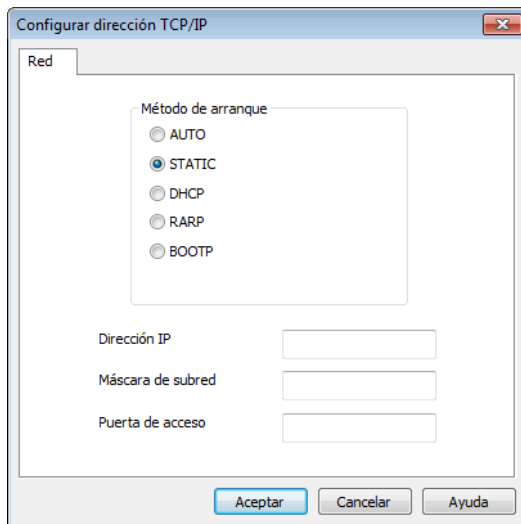 Configurar dirección TCP/IP
Red
Método de arranque
AUTO
STATIC
DHCP
RARP
BOOTP
Dirección IP
Máscara de subred
Puerta de acceso
Aceptar Cancelar Ayuda